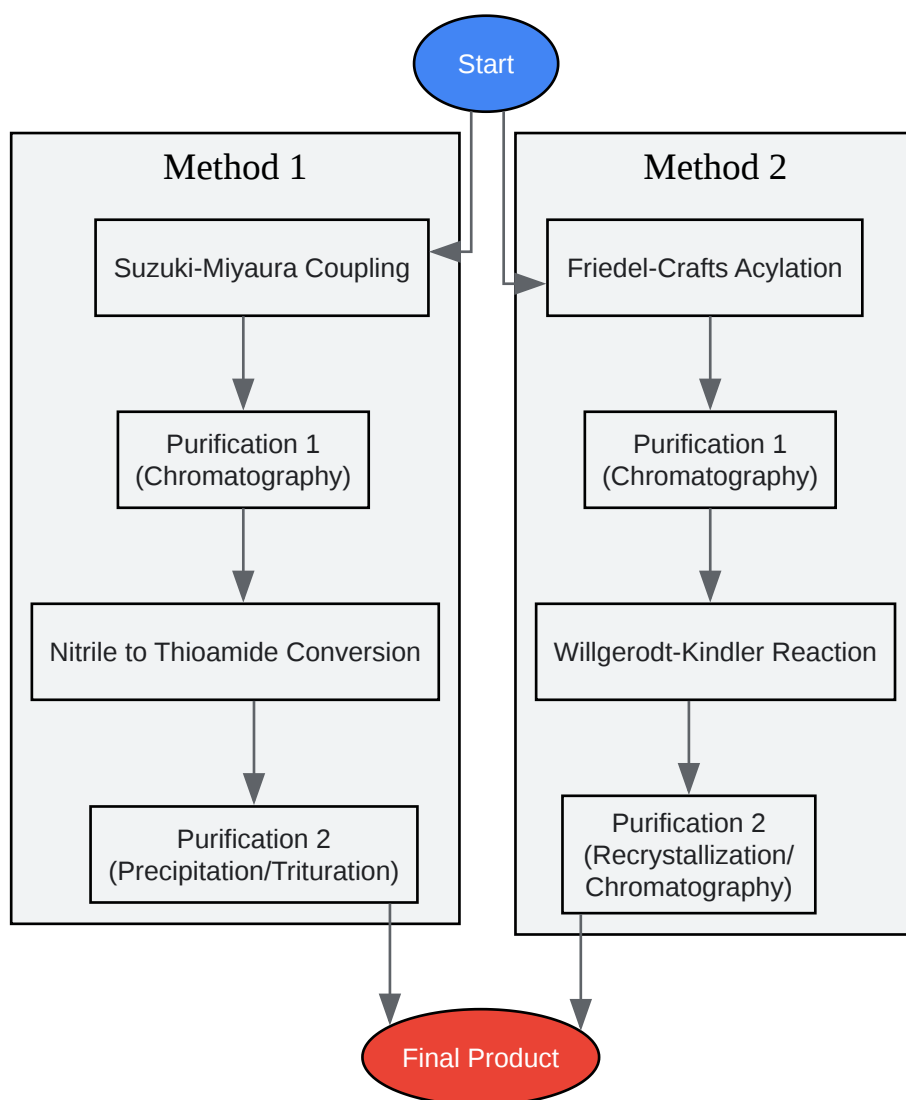 Start
Method 1
Suzuki-Miyaura Coupling
Purification 1
(Chromatography)
Nitrile to Thioamide Conversion
Purification 2
(Precipitation/Trituration)
Method 2
Friedel-Crafts Acylation
Purification 1
(Chromatography)
Willgerodt-Kindler Reaction
Purification 2
(Recrystallization/
Chromatography)
Final Product